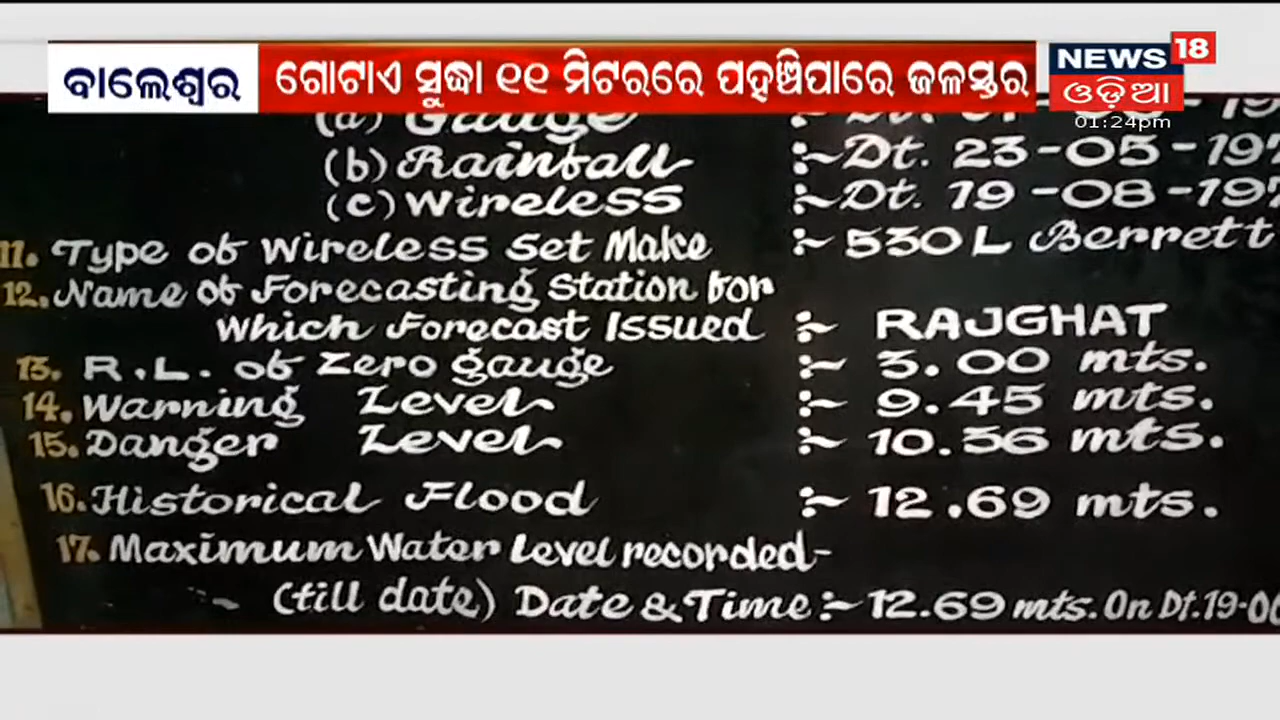 ବାଲେଶ୍ୱର
ଗୋଟାଏ ସୁଦ୍ଧା ୧୧ ମିଟରରେ ପହଞ୍ଚିପାରେ ଜଳସ୍ତର
NEWS 18
ଓଡ଼ିଆ
01:24pm
(a) Gauge :~ Dt.
(b) Rainfall :~ Dt. 23-05-197
(c) Wireless :~ Dt. 19-08-197
11. Type of Wireless Set Make :~ 530 L Berrett
12. Name of Forecasting Station for
Which Forecast Issued :~ RAJGHAT
13. R.L. of Zero gauge :~ 3.00 mts.
14. Warning Level :~ 9.45 mts.
15. Danger Level :~ 10.36 mts.
16. Historical Flood :~ 12.69 mts.
17. Maximum Water Level recorded-
(till date) Date & Time :~ 12.69 mts. On Dt. 19-0